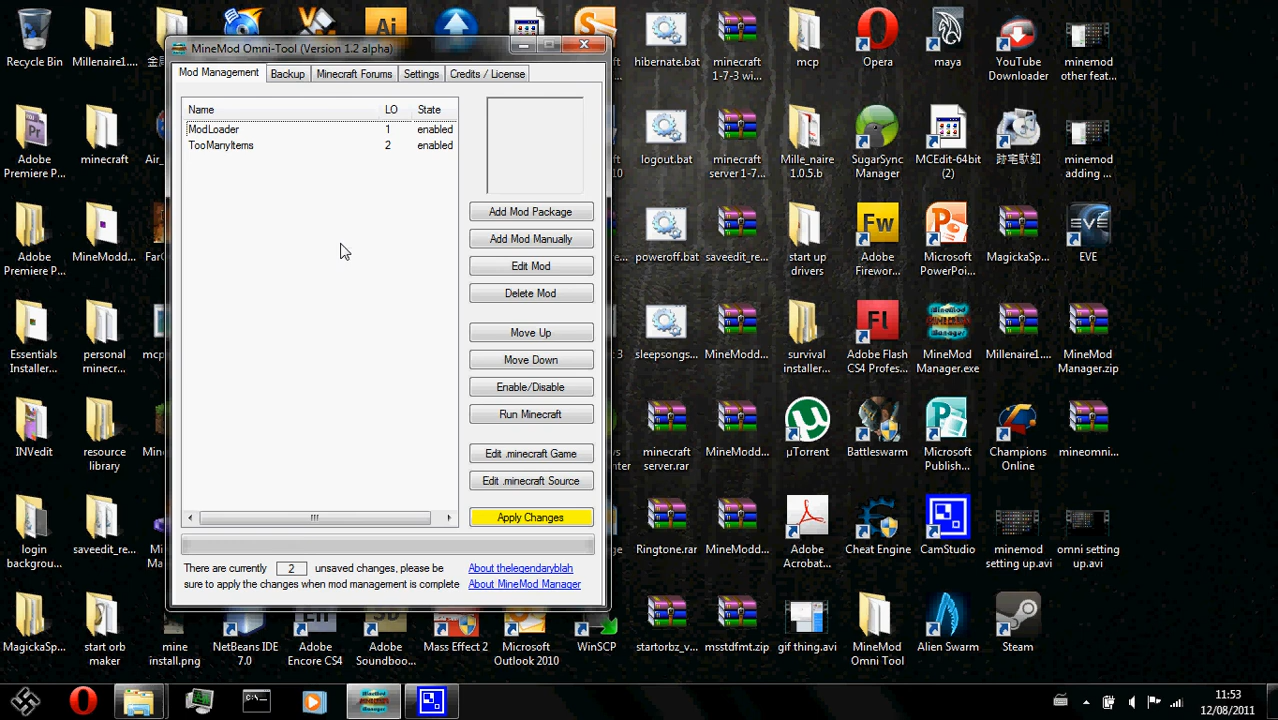 MineMod Omni-Tool (Version 1.2 alpha)
Mod Management
Backup
Minecraft Forums
Settings
Credits / License
Name
LO
State
ModLoader
1
enabled
TooManyItems
2
enabled
Add Mod Package
Add Mod Manually
Edit Mod
Delete Mod
Move Up
Move Down
Enable/Disable
Run Minecraft
Edit .minecraft Game
Edit .minecraft Source
Apply Changes
There are currently 2 unsaved changes, please be
sure to apply the changes when mod management is complete
About thelegendaryblah
About MineMod Manager
Recycle Bin
Millenaire1....
hibernate.bat
minecraft
1-7-3 wi...
mcp
Opera
maya
YouTube
Downloader
minemod
other feat...
Adobe
Premiere P...
minecraft
logout.bat
minecraft
server 1-7...
Mille_naire
1.0.5.b
SugarSync
Manager
MCEdit-64bit
(2)
minemod
adding ...
Adobe
Premiere P...
MineModd...
poweroff.bat
saveedit_re...
start up
drivers
Adobe
Firewor...
Microsoft
PowerPoi...
MagickaSp...
EVE
Essentials
Installer...
personal
minecr...
sleepsongs...
MineModd...
survival
installer...
Adobe Flash
CS4 Profes...
MineMod
Manager.exe
Millenaire1....
MineMod
Manager.zip
INVedit
resource
library
minecraft
server.rar
MineModd...
µTorrent
Battleswarm
Microsoft
Publish...
Champions
Online
mineomni...
login
backgrou...
saveedit_re...
Ringtone.rar
MineModd...
Adobe
Acrobat...
Cheat Engine
CamStudio
minemod
setting up.avi
omni setting
up.avi
MagickaSp...
start orb
maker
mine
install.png
NetBeans IDE
7.0
Adobe
Encore CS4
Adobe
Soundboo...
Mass Effect 2
Microsoft
Outlook 2010
WinSCP
startorbz_v...
msstdfmt.zip
gif thing.avi
MineMod
Omni Tool
Alien Swarm
Steam
11:53
12/08/2011